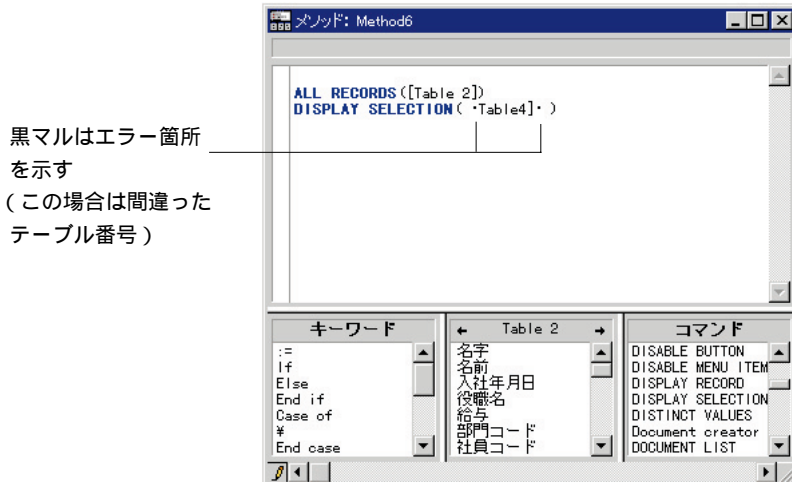 メソッド: Method6
ALL RECORDS([Table 2])
DISPLAY SELECTION( ・Table4]・ )
黒マルはエラー箇所
を示す
(この場合は間違った
テーブル番号)
キーワード
:=
If
Else
End if
Case of
¥
End case
← Table 2 →
名字
名前
入社年月日
役職名
給与
部門コード
社員コード
コマンド
DISABLE BUTTON
DISABLE MENU ITEM
DISPLAY RECORD
DISPLAY SELECTION
DISTINCT VALUES
Document creator
DOCUMENT LIST